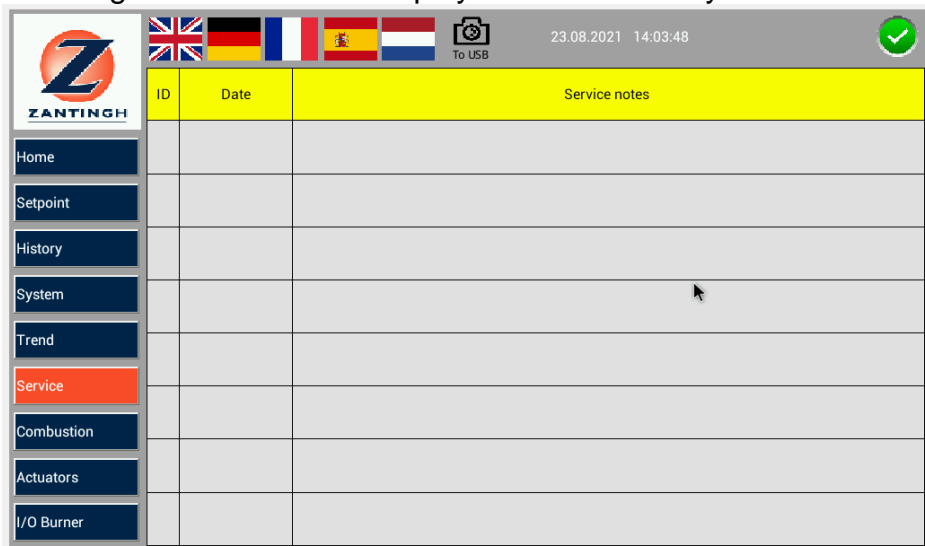 To USB
23.08.2021 14:03:48
ZANTINGH
ID Date Service notes
Home
Setpoint
History
System
Trend
Service
Combustion
Actuators
I/O Burner